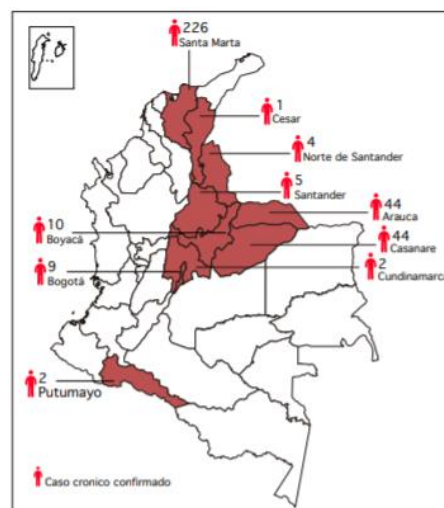 226
Santa Marta
1
Cesar
4
Norte de Santander
5
Santander
44
Arauca
10
Boyacá
44
Casanare
9
Bogotá
2
Cundinamarca
2
Putumayo
Caso cronico confirmado